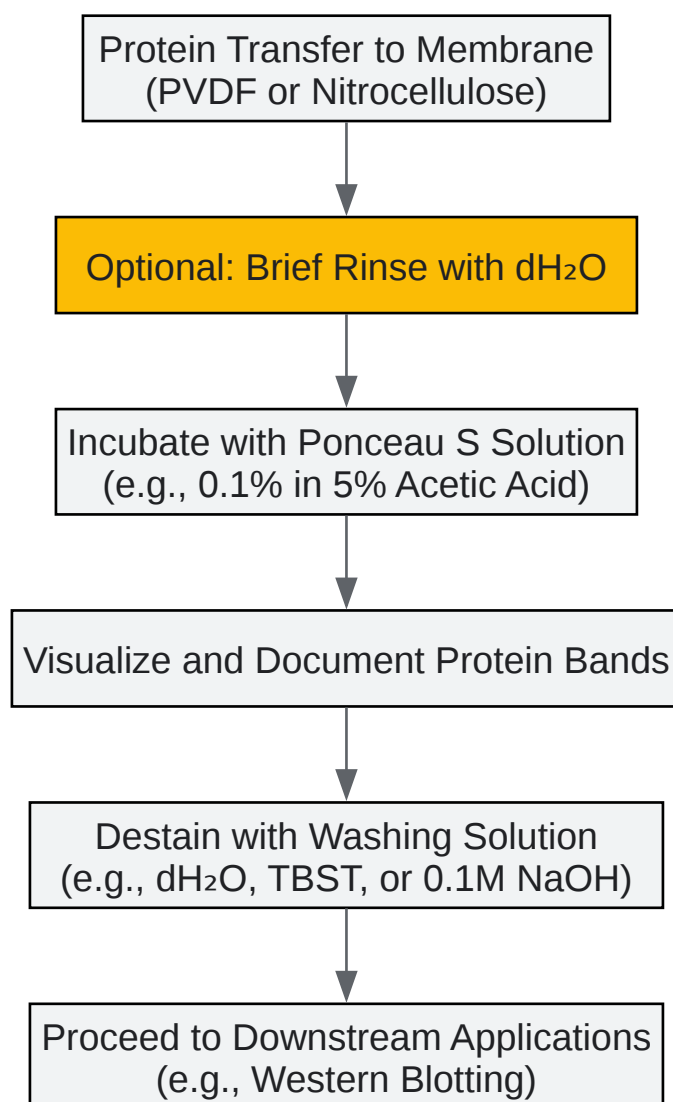 Protein Transfer to Membrane
(PVDF or Nitrocellulose)
Optional: Brief Rinse with dH₂O
Incubate with Ponceau S Solution
(e.g., 0.1% in 5% Acetic Acid)
Visualize and Document Protein Bands
Destain with Washing Solution
(e.g., dH₂O, TBST, or 0.1M NaOH)
Proceed to Downstream Applications
(e.g., Western Blotting)